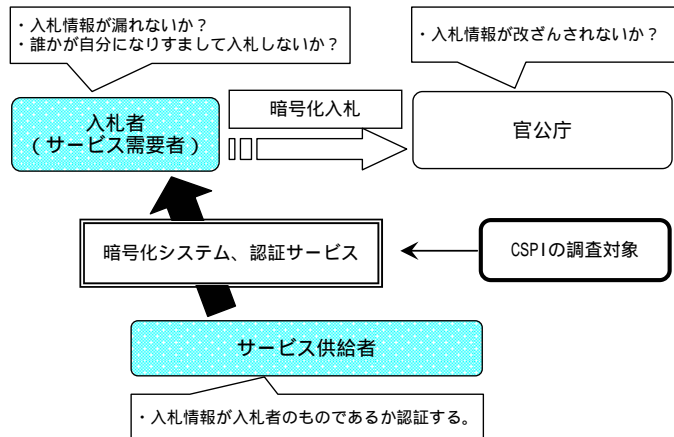 ・入札情報が漏れないか?
・誰かが自分になりすまして入札しないか?
・入札情報が改ざんされないか?
入札者
(サービス需要者)
暗号化入札
官公庁
暗号化システム、認証サービス
CSPIの調査対象
サービス供給者
・入札情報が入札者のものであるか認証する。